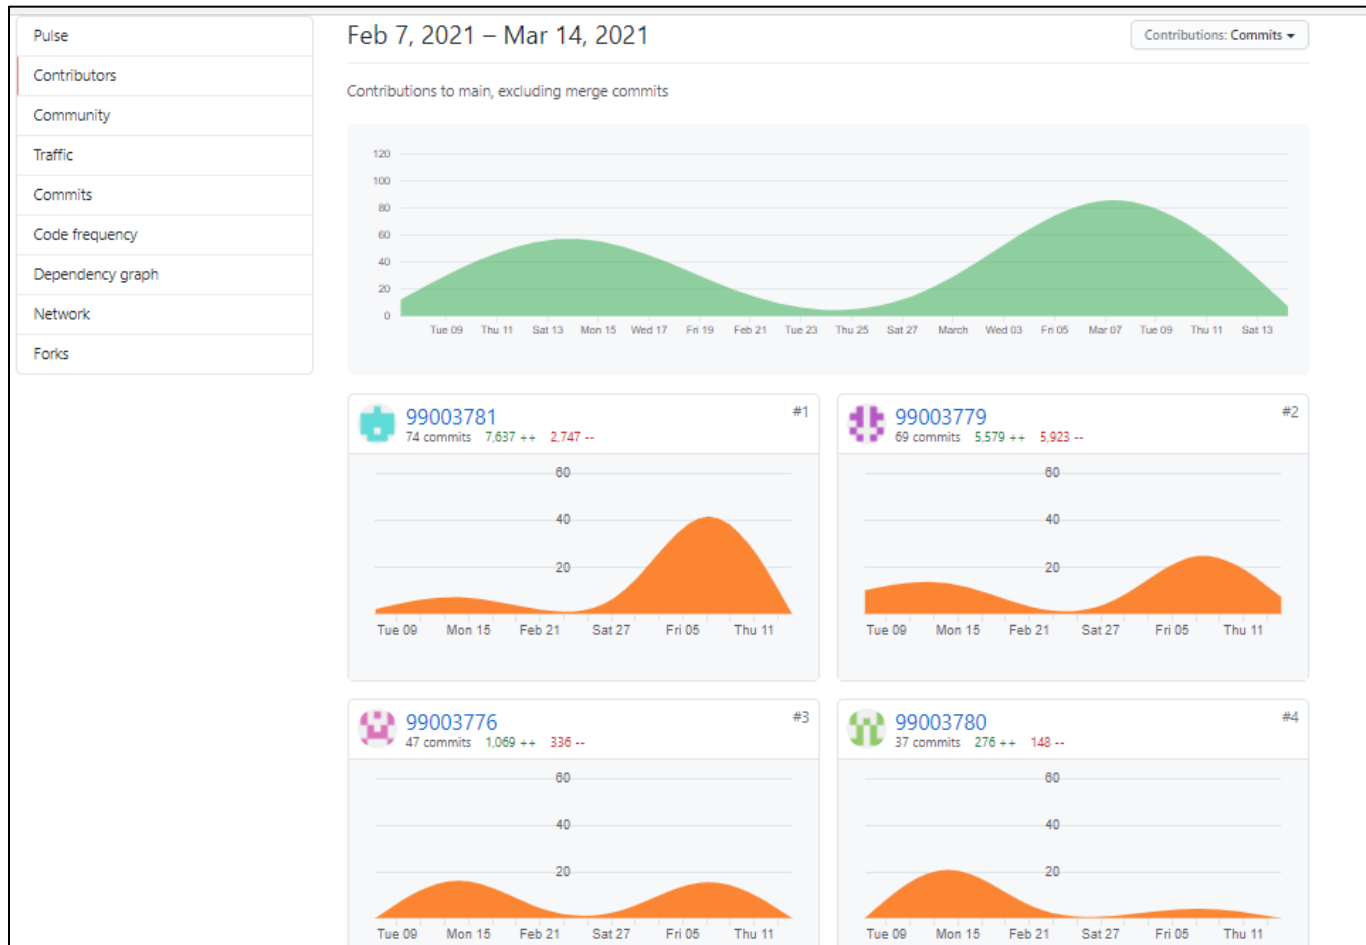 Pulse
Contributors
Community
Traffic
Commits
Code frequency
Dependency graph
Network
Forks
Feb 7, 2021 – Mar 14, 2021
Contributions: Commits
Contributions to main, excluding merge commits
120
100
80
60
40
20
0
Tue 09 Thu 11 Sat 13 Mon 15 Wed 17 Fri 19 Feb 21 Tue 23 Thu 25 Sat 27 March Wed 03 Fri 05 Mar 07 Tue 09 Thu 11 Sat 13
99003781 #1
74 commits 7,637 ++ 2,747 --
60
40
20
Tue 09 Mon 15 Feb 21 Sat 27 Fri 05 Thu 11
99003779 #2
69 commits 5,579 ++ 5,923 --
60
40
20
Tue 09 Mon 15 Feb 21 Sat 27 Fri 05 Thu 11
99003776 #3
47 commits 1,069 ++ 336 --
60
40
20
Tue 09 Mon 15 Feb 21 Sat 27 Fri 05 Thu 11
99003780 #4
37 commits 276 ++ 148 --
60
40
20
Tue 09 Mon 15 Feb 21 Sat 27 Fri 05 Thu 11